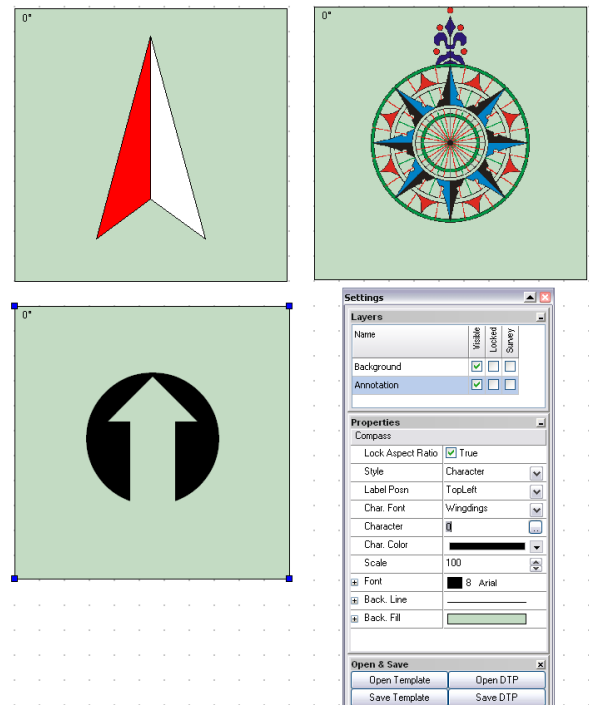 0°
0°
0°
Settings
Layers
Name Visible Locked Survey
Background
Annotation
Properties
Compass
Lock Aspect Ratio True
Style Character
Label Posn TopLeft
Char. Font Wingdings
Character
Char. Color
Scale 100
Font 8 Arial
Back. Line
Back. Fill
Open & Save
Open Template Open DTP
Save Template Save DTP